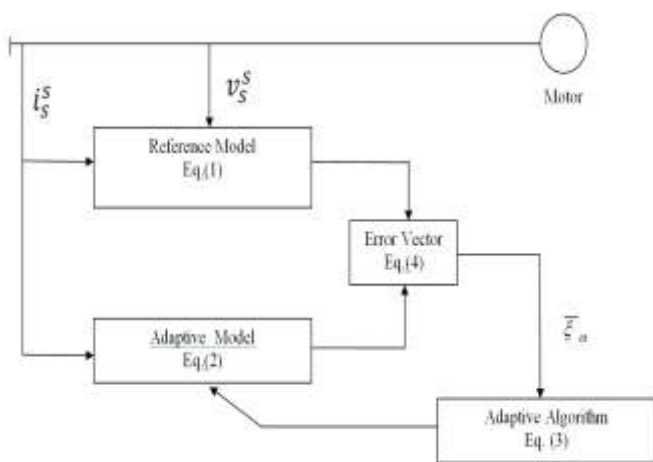 i_s^s
v_s^s
Motor
Reference Model
Eq.(1)
Error Vector
Eq.(4)
Adaptive Model
Eq.(2)
Adaptive Algorithm
Eq. (3)